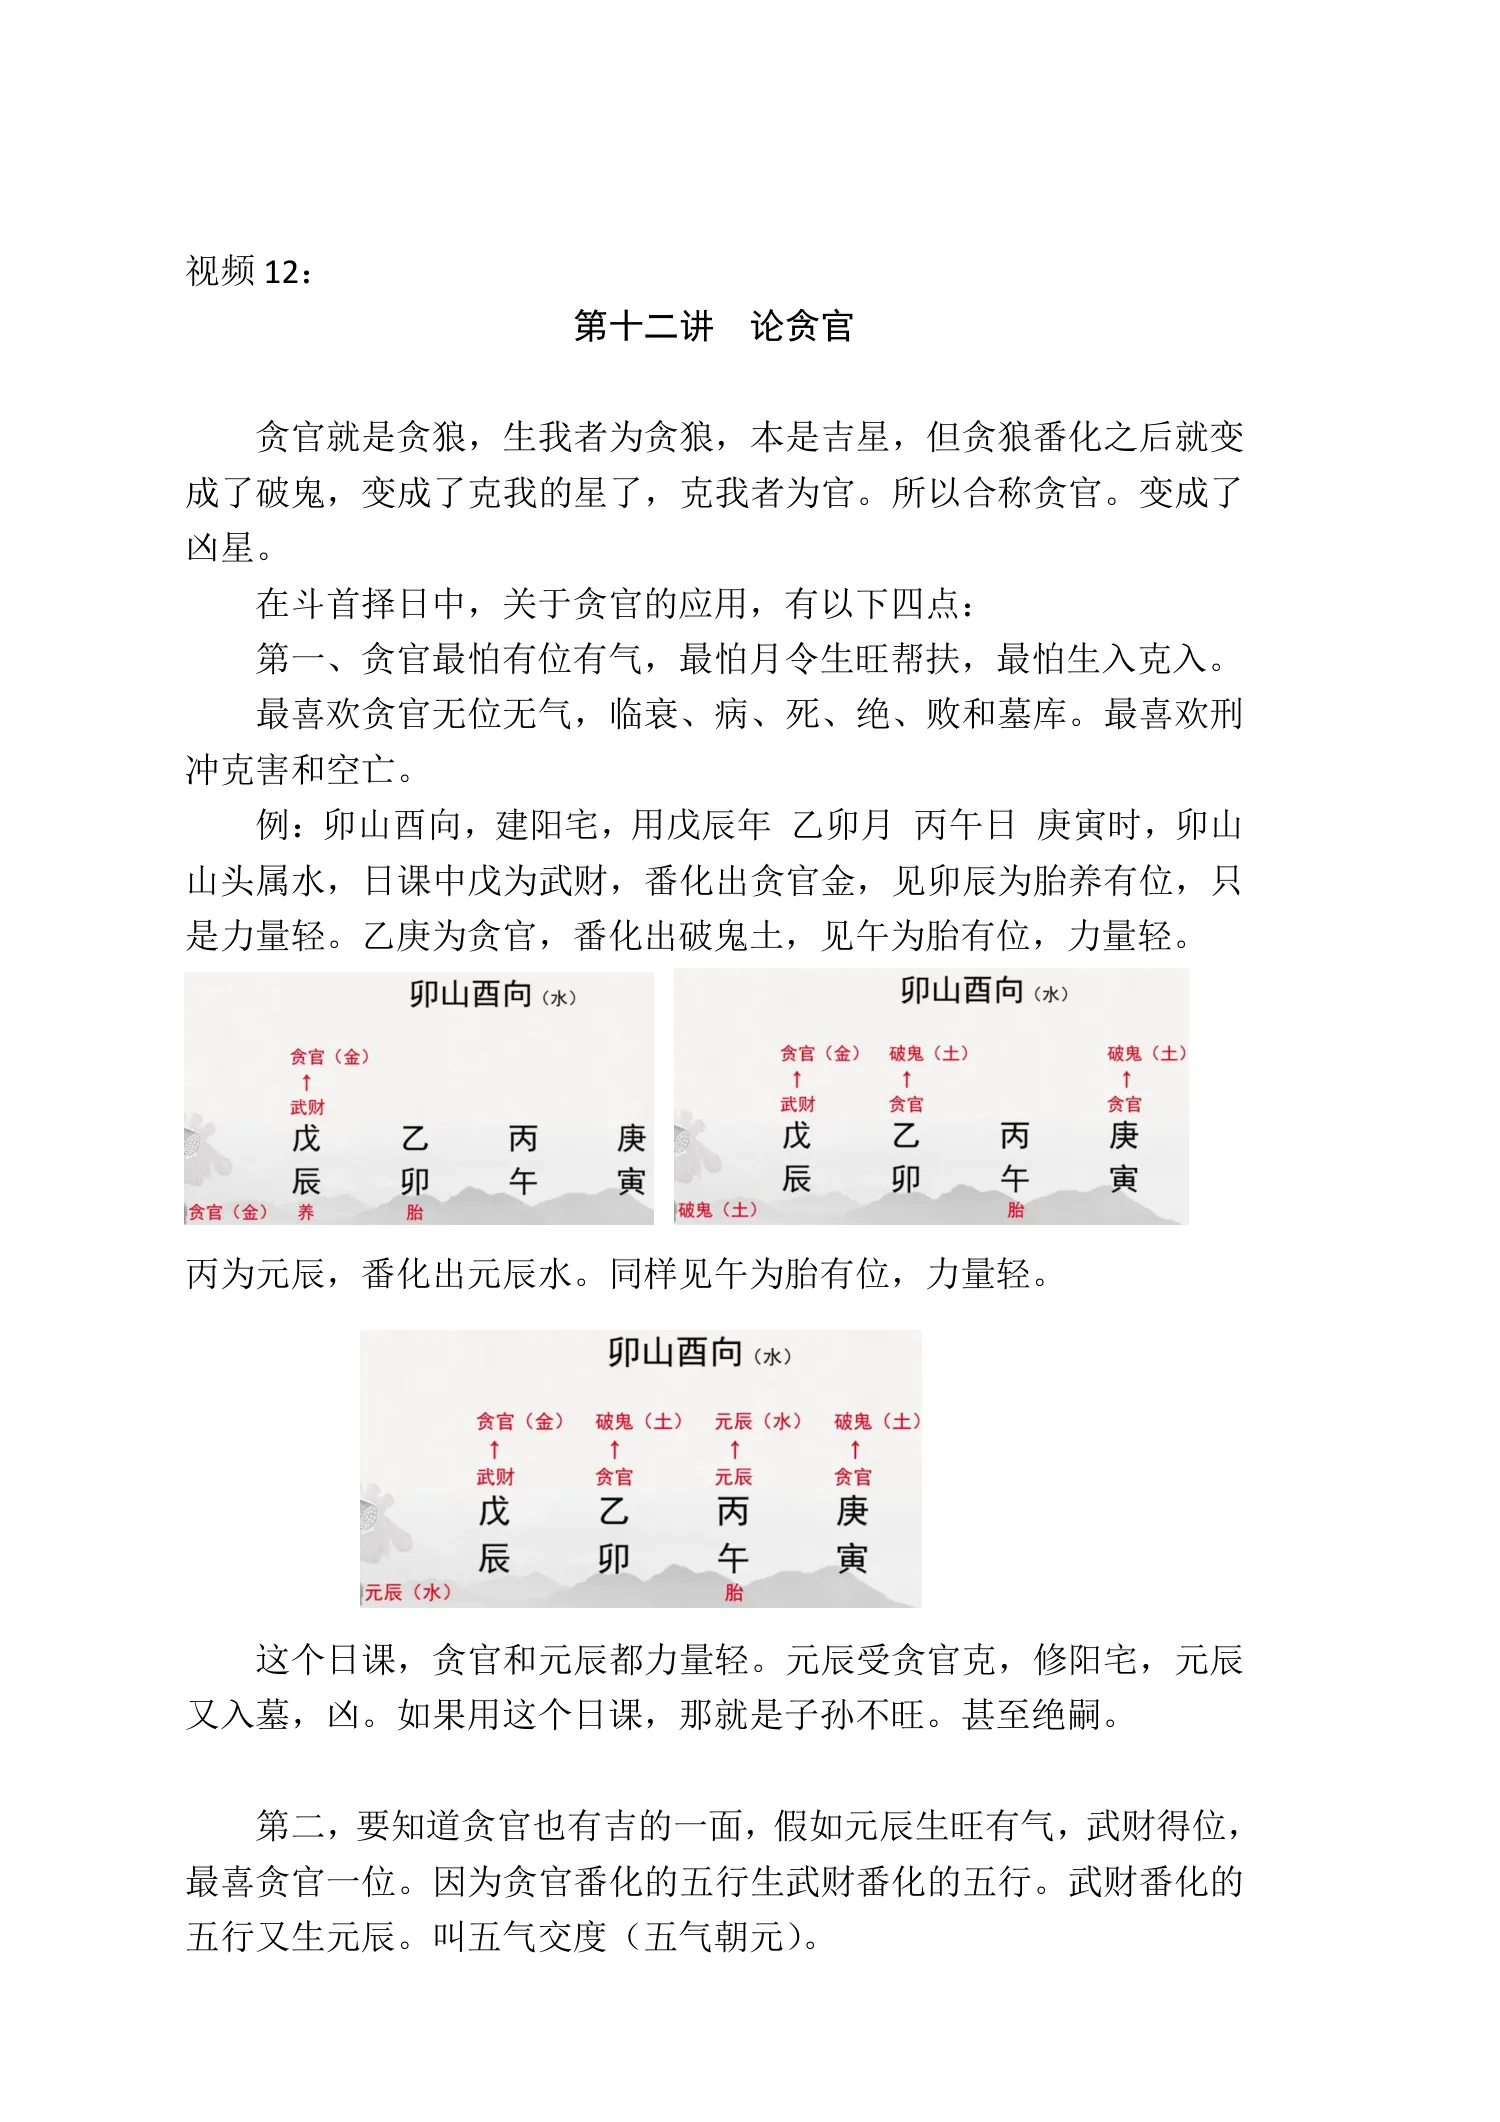 视频 12：
第十二讲　论贪官
贪官就是贪狼，生我者为贪狼，本是吉星，但贪狼番化之后就变
成了破鬼，变成了克我的星了，克我者为官。所以合称贪官。变成了
凶星。
在斗首择日中，关于贪官的应用，有以下四点：
第一、贪官最怕有位有气，最怕月令生旺帮扶，最怕生入克入。
最喜欢贪官无位无气，临衰、病、死、绝、败和墓库。最喜欢刑
冲克害和空亡。
例：卯山酉向，建阳宅，用戊辰年 乙卯月 丙午日 庚寅时，卯山
山头属水，日课中戊为武财，番化出贪官金，见卯辰为胎养有位，只
是力量轻。乙庚为贪官，番化出破鬼土，见午为胎有位，力量轻。
卯山酉向（水）
贪官（金）
↑
武财
戊 乙 丙 庚
辰 卯 午 寅
贪官（金） 养 胎
卯山酉向（水）
贪官（金） 破鬼（土） 破鬼（土）
↑ ↑ ↑
武财 贪官 贪官
戊 乙 丙 庚
辰 卯 午 寅
破鬼（土） 胎
丙为元辰，番化出元辰水。同样见午为胎有位，力量轻。
卯山酉向（水）
贪官（金） 破鬼（土） 元辰（水） 破鬼（土）
↑ ↑ ↑ ↑
武财 贪官 元辰 贪官
戊 乙 丙 庚
辰 卯 午 寅
元辰（水） 胎
这个日课，贪官和元辰都力量轻。元辰受贪官克，修阳宅，元辰
又入墓，凶。如果用这个日课，那就是子孙不旺。甚至绝嗣。
第二，要知道贪官也有吉的一面，假如元辰生旺有气，武财得位，
最喜贪官一位。因为贪官番化的五行生武财番化的五行。武财番化的
五行又生元辰。叫五气交度（五气朝元）。